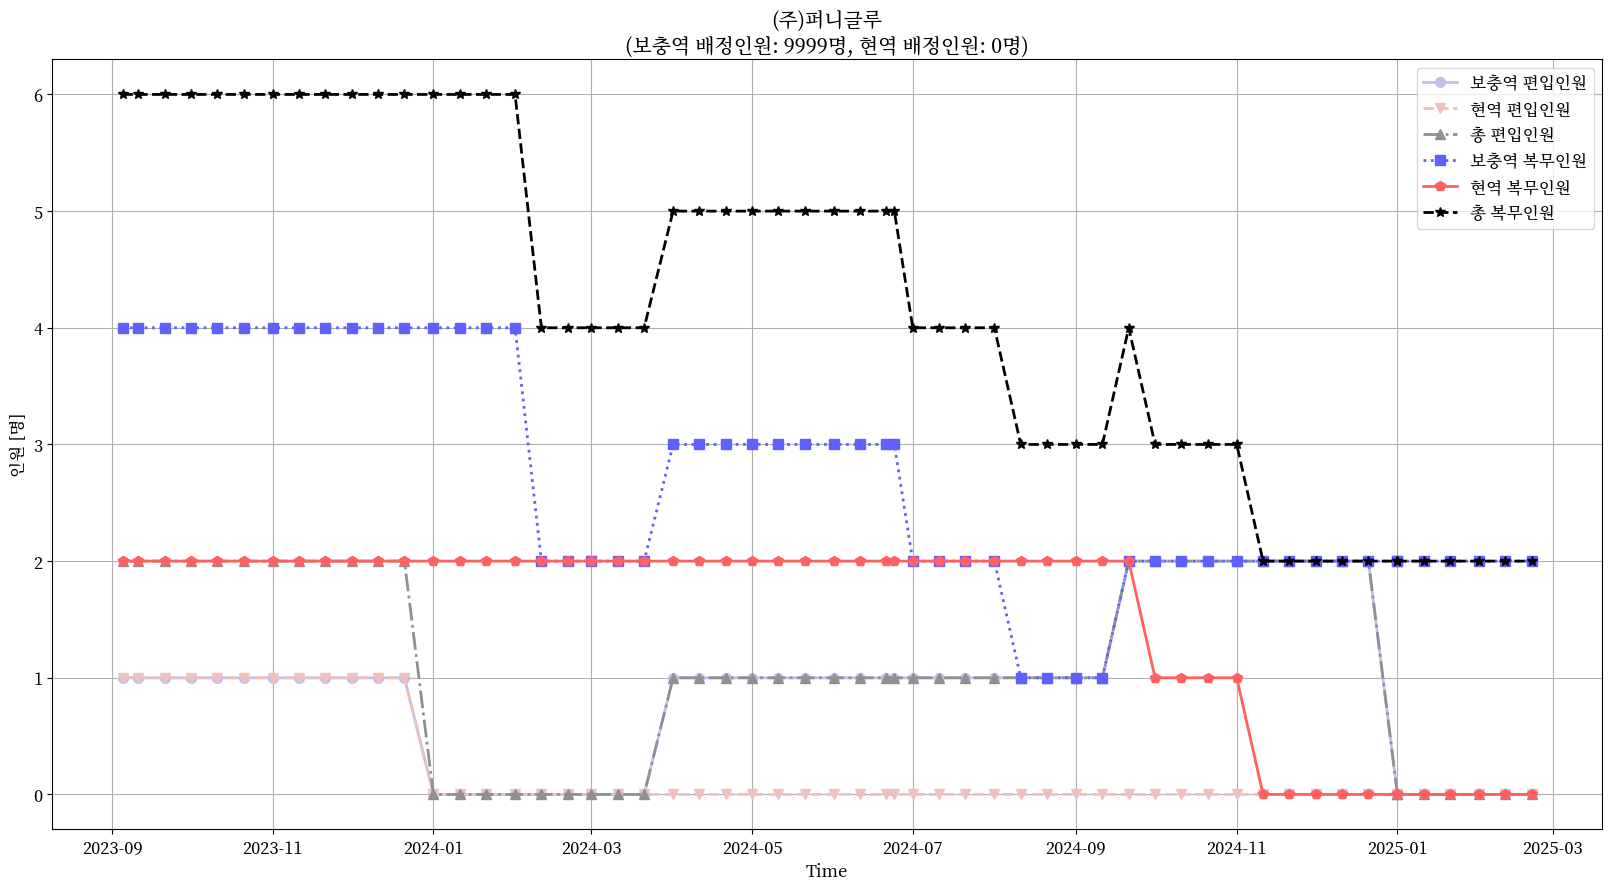 (주)퍼니글루
(보충역 배정인원: 9999명, 현역 배정인원: 0명)
보충역 편입인원
현역 편입인원
총 편입인원
보충역 복무인원
현역 복무인원
총 복무인원
인원 [명]
6
5
4
3
2
1
0
2023-09 2023-11 2024-01 2024-03 2024-05 2024-07 2024-09 2024-11 2025-01 2025-03
Time